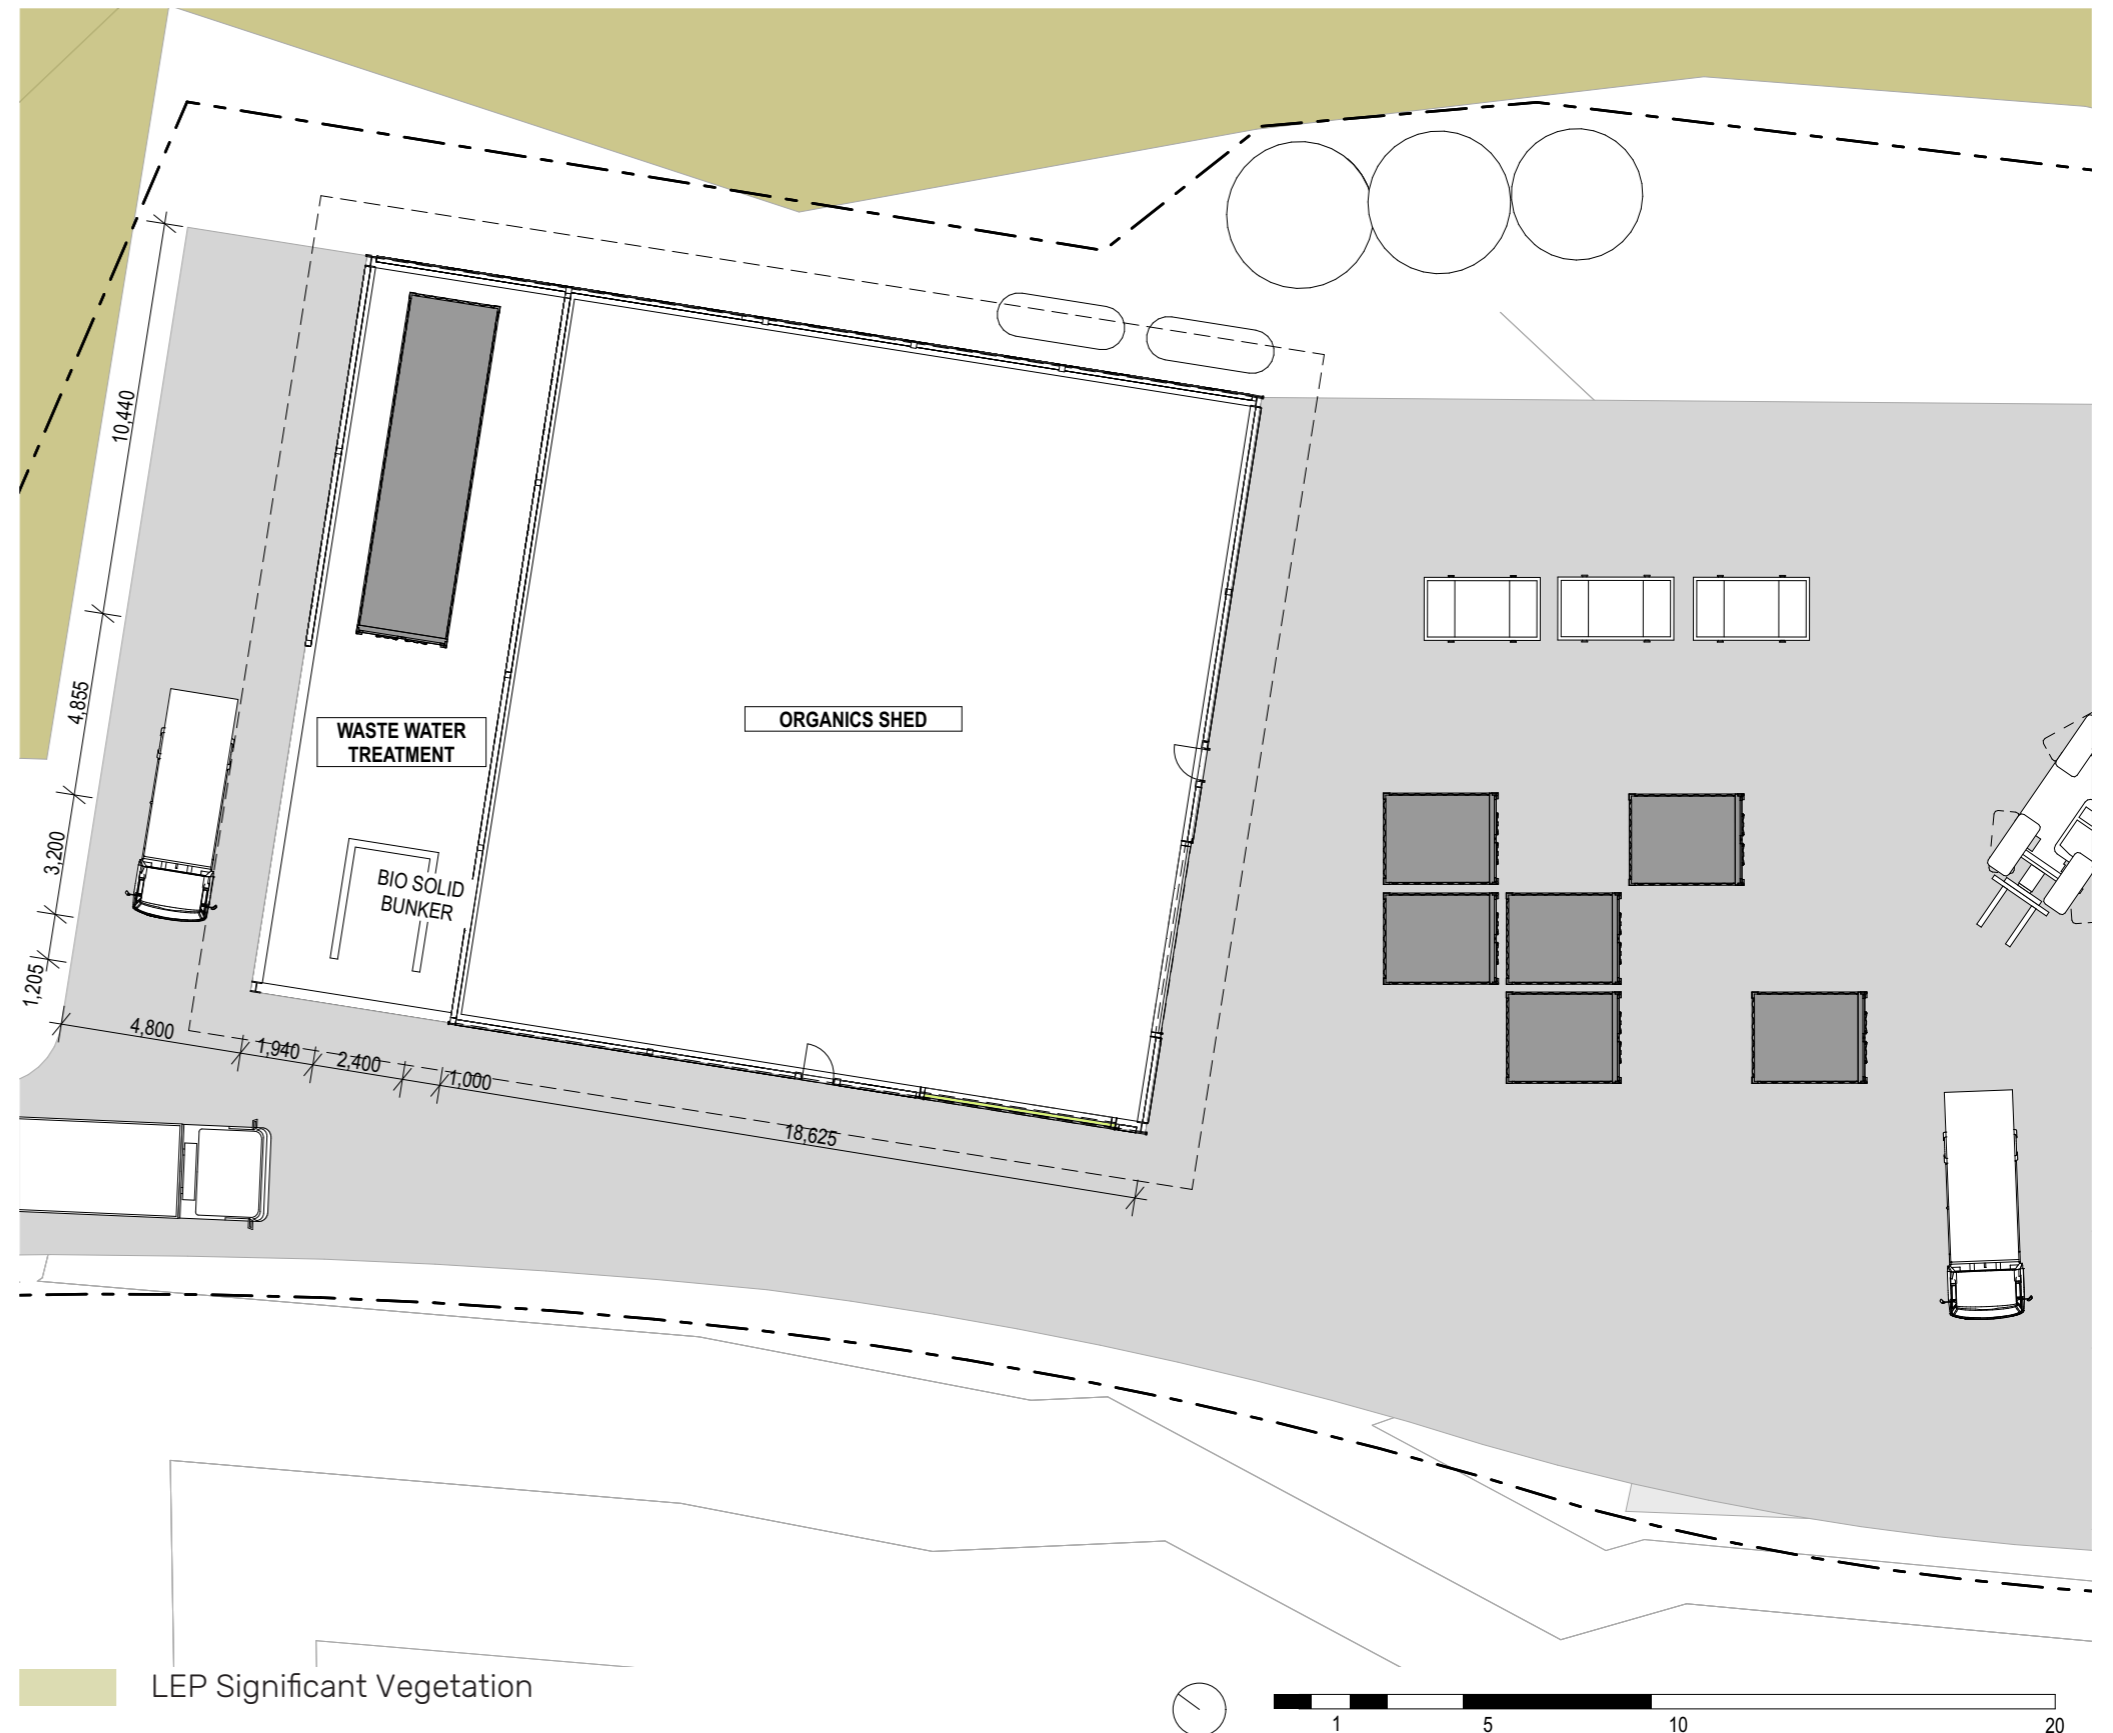 10,440
4,855
3,200
1,205
WASTE WATER
TREATMENT
ORGANICS SHED
BIO SOLID
BUNKER
4,800
1,940
2,400
1,000
18,625
LEP Significant Vegetation
1
5
10
20